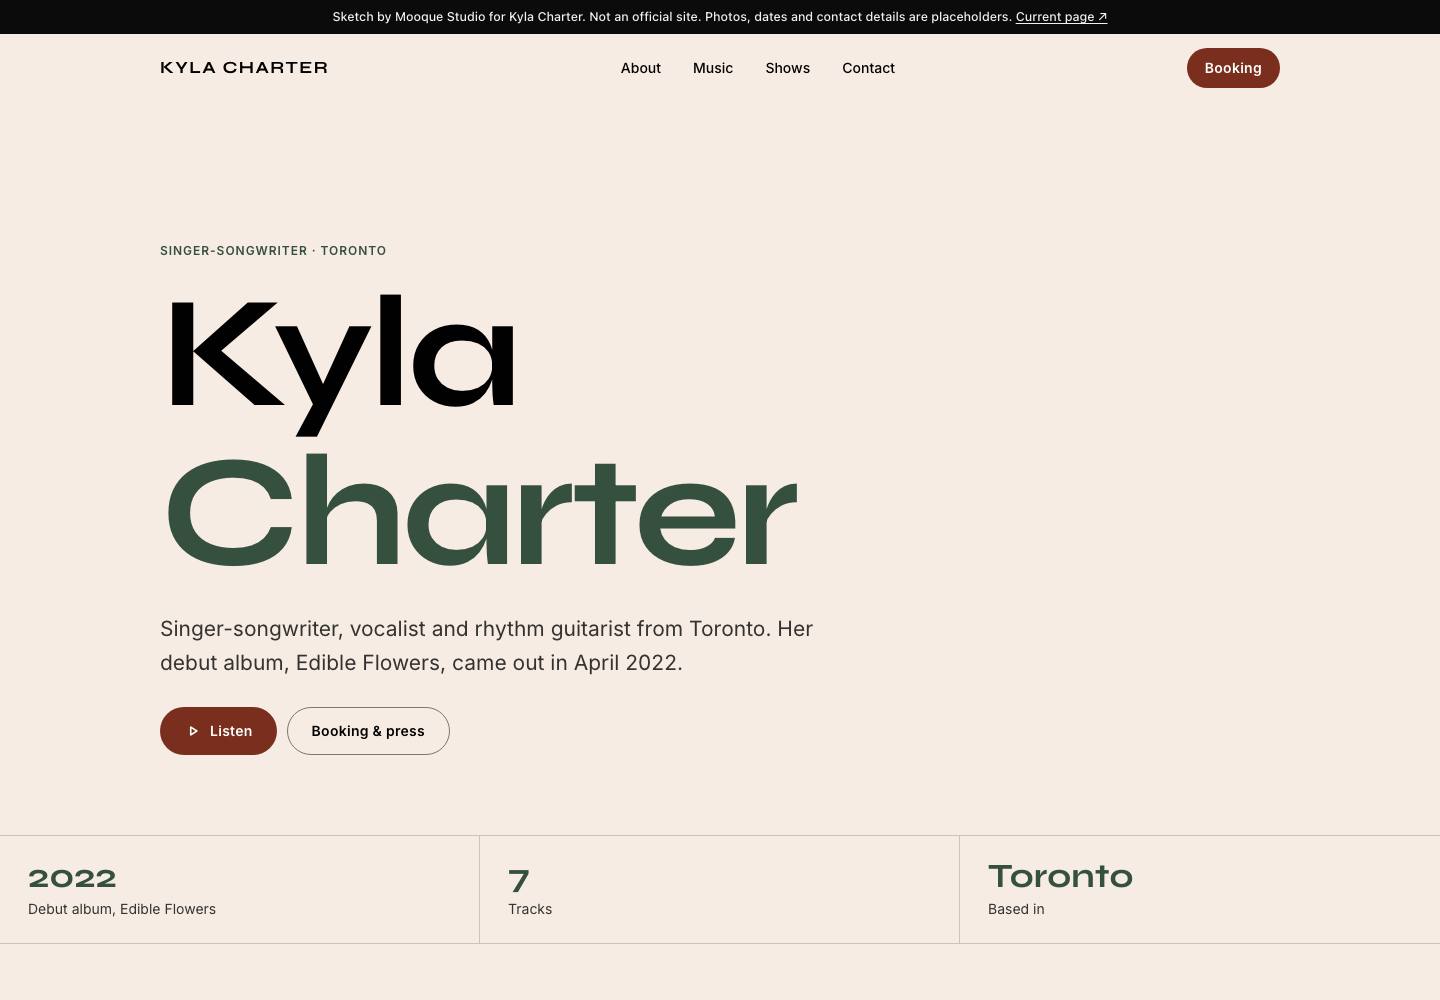 Sketch by Mooque Studio for Kyla Charter. Not an official site. Photos, dates and contact details are placeholders. Current page ↗
KYLA CHARTER
About
Music
Shows
Contact
Booking
SINGER-SONGWRITER · TORONTO
Kyla
Charter
Singer-songwriter, vocalist and rhythm guitarist from Toronto. Her
debut album, Edible Flowers, came out in April 2022.
Listen
Booking & press
2022
Debut album, Edible Flowers
7
Tracks
Toronto
Based in